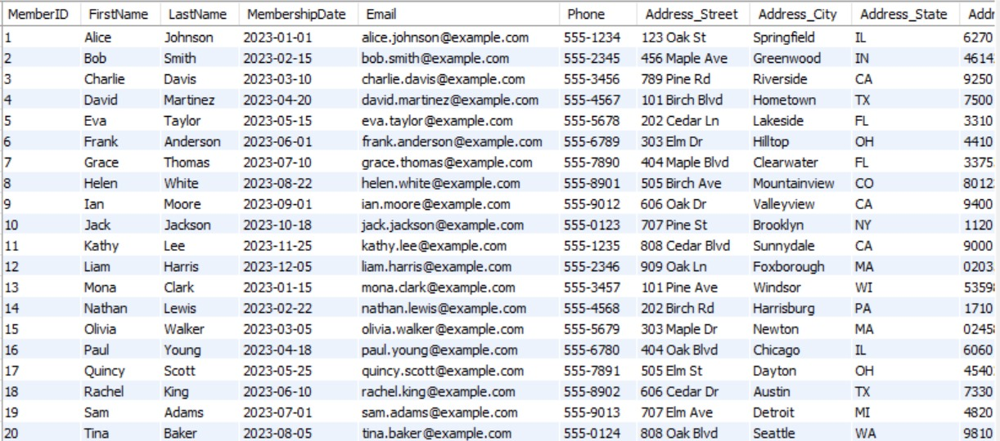 MemberID FirstName LastName MembershipDate Email Phone Address_Street Address_City Address_State Addr
1 Alice Johnson 2023-01-01 alice.johnson@example.com 555-1234 123 Oak St Springfield IL 6270
2 Bob Smith 2023-02-15 bob.smith@example.com 555-2345 456 Maple Ave Greenwood IN 4614
3 Charlie Davis 2023-03-10 charlie.davis@example.com 555-3456 789 Pine Rd Riverside CA 9250
4 David Martinez 2023-04-20 david.martinez@example.com 555-4567 101 Birch Blvd Hometown TX 7500
5 Eva Taylor 2023-05-15 eva.taylor@example.com 555-5678 202 Cedar Ln Lakeside FL 3310
6 Frank Anderson 2023-06-01 frank.anderson@example.com 555-6789 303 Elm Dr Hilltop OH 4410
7 Grace Thomas 2023-07-10 grace.thomas@example.com 555-7890 404 Maple Blvd Clearwater FL 3375
8 Helen White 2023-08-22 helen.white@example.com 555-8901 505 Birch Ave Mountainview CO 8012
9 Ian Moore 2023-09-01 ian.moore@example.com 555-9012 606 Oak Dr Valleyview CA 9400
10 Jack Jackson 2023-10-18 jack.jackson@example.com 555-0123 707 Pine St Brooklyn NY 1120
11 Kathy Lee 2023-11-25 kathy.lee@example.com 555-1235 808 Cedar Blvd Sunnydale CA 9000
12 Liam Harris 2023-12-05 liam.harris@example.com 555-2346 909 Oak Ln Foxborough MA 0203
13 Mona Clark 2023-01-15 mona.clark@example.com 555-3457 101 Pine Ave Windsor WI 53598
14 Nathan Lewis 2023-02-22 nathan.lewis@example.com 555-4568 202 Birch Rd Harrisburg PA 1710
15 Olivia Walker 2023-03-05 olivia.walker@example.com 555-5679 303 Maple Dr Newton MA 02458
16 Paul Young 2023-04-18 paul.young@example.com 555-6780 404 Oak Blvd Chicago IL 6060
17 Quincy Scott 2023-05-25 quincy.scott@example.com 555-7891 505 Elm St Dayton OH 4540
18 Rachel King 2023-06-10 rachel.king@example.com 555-8902 606 Cedar Dr Austin TX 7330
19 Sam Adams 2023-07-01 sam.adams@example.com 555-9013 707 Elm Ave Detroit MI 4820
20 Tina Baker 2023-08-05 tina.baker@example.com 555-0124 808 Oak Blvd Seattle WA 9810